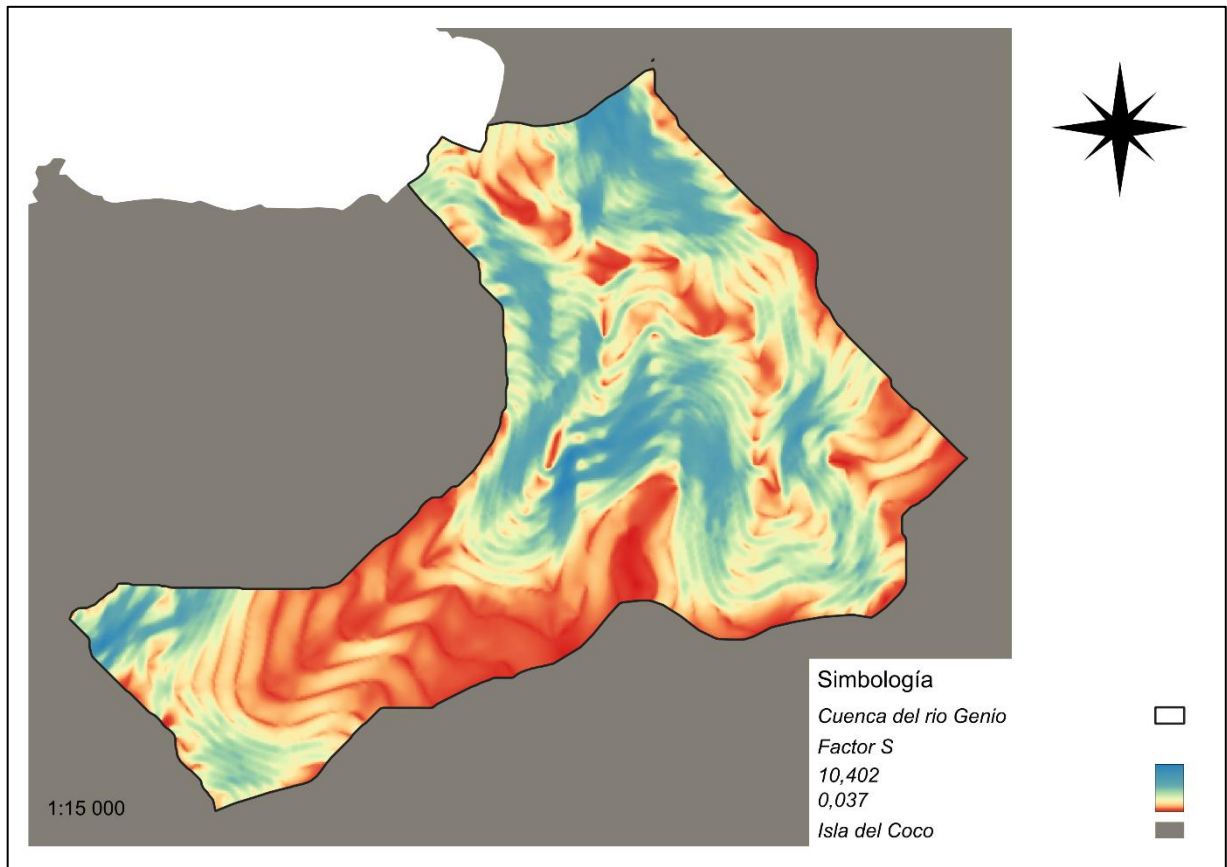 Simbología
Cuenca del rio Genio
Factor S
10,402
0,037
Isla del Coco
1:15 000